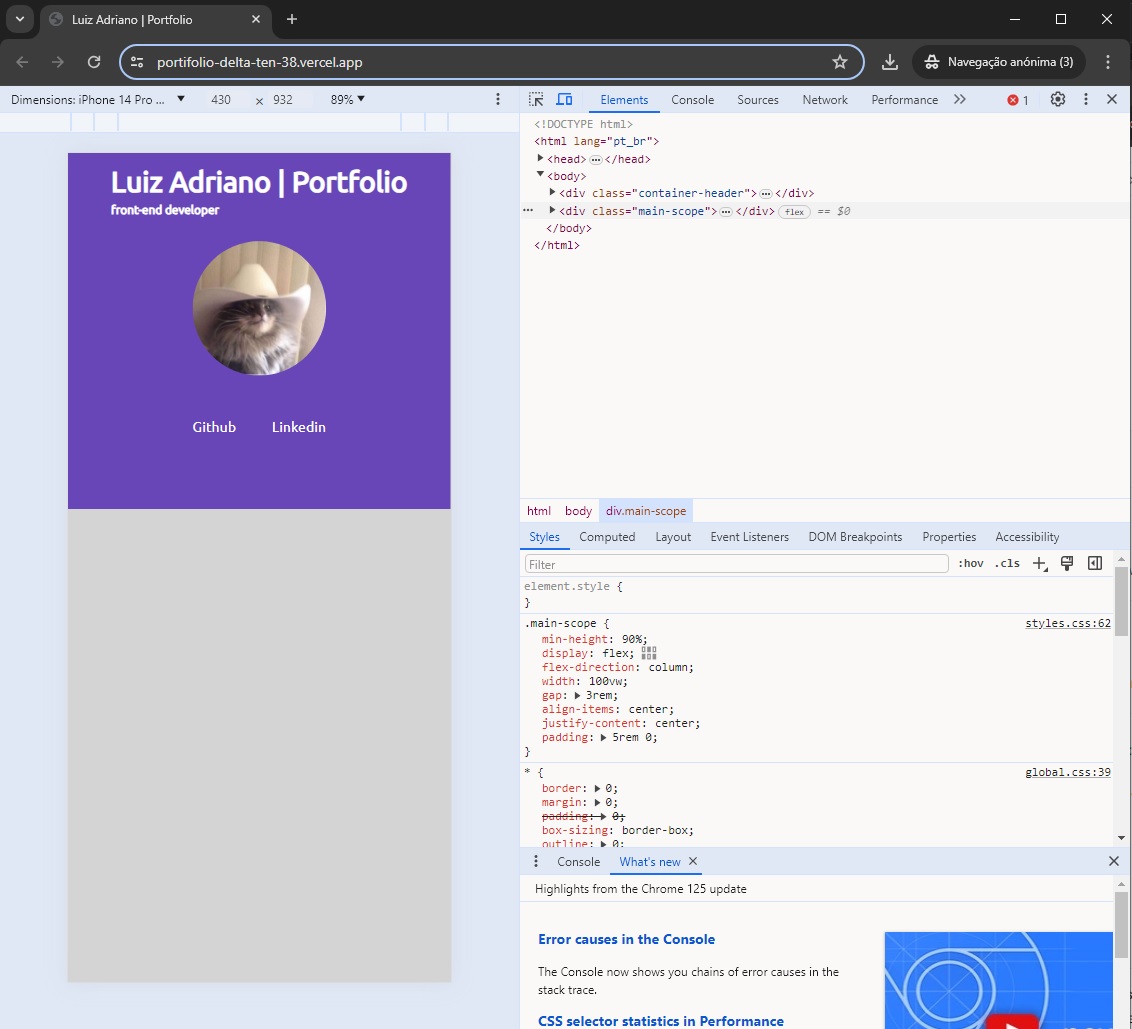 Luiz Adriano | Portfolio
portifolio-delta-ten-38.vercel.app
Navegação anónima (3)
Dimensions: iPhone 14 Pro ... 430 × 932 89%
Elements Console Sources Network Performance 1
Luiz Adriano | Portfolio
front-end developer
Github Linkedin
<!DOCTYPE html>
<html lang="pt_br">
<head> ... </head>
<body>
<div class="container-header"> ... </div>
... <div class="main-scope"> ... </div> flex == $0
</body>
</html>
html body div.main-scope
Styles Computed Layout Event Listeners DOM Breakpoints Properties Accessibility
Filter :hov .cls
element.style {
}
.main-scope { styles.css:62
min-height: 90%;
display: flex;
flex-direction: column;
width: 100vw;
gap: 3rem;
align-items: center;
justify-content: center;
padding: 5rem 0;
}
* { global.css:39
border: 0;
margin: 0;
padding: 0;
box-sizing: border-box;
outline: 0;
Console What's new
Highlights from the Chrome 125 update
Error causes in the Console
The Console now shows you chains of error causes in the
stack trace.
CSS selector statistics in Performance